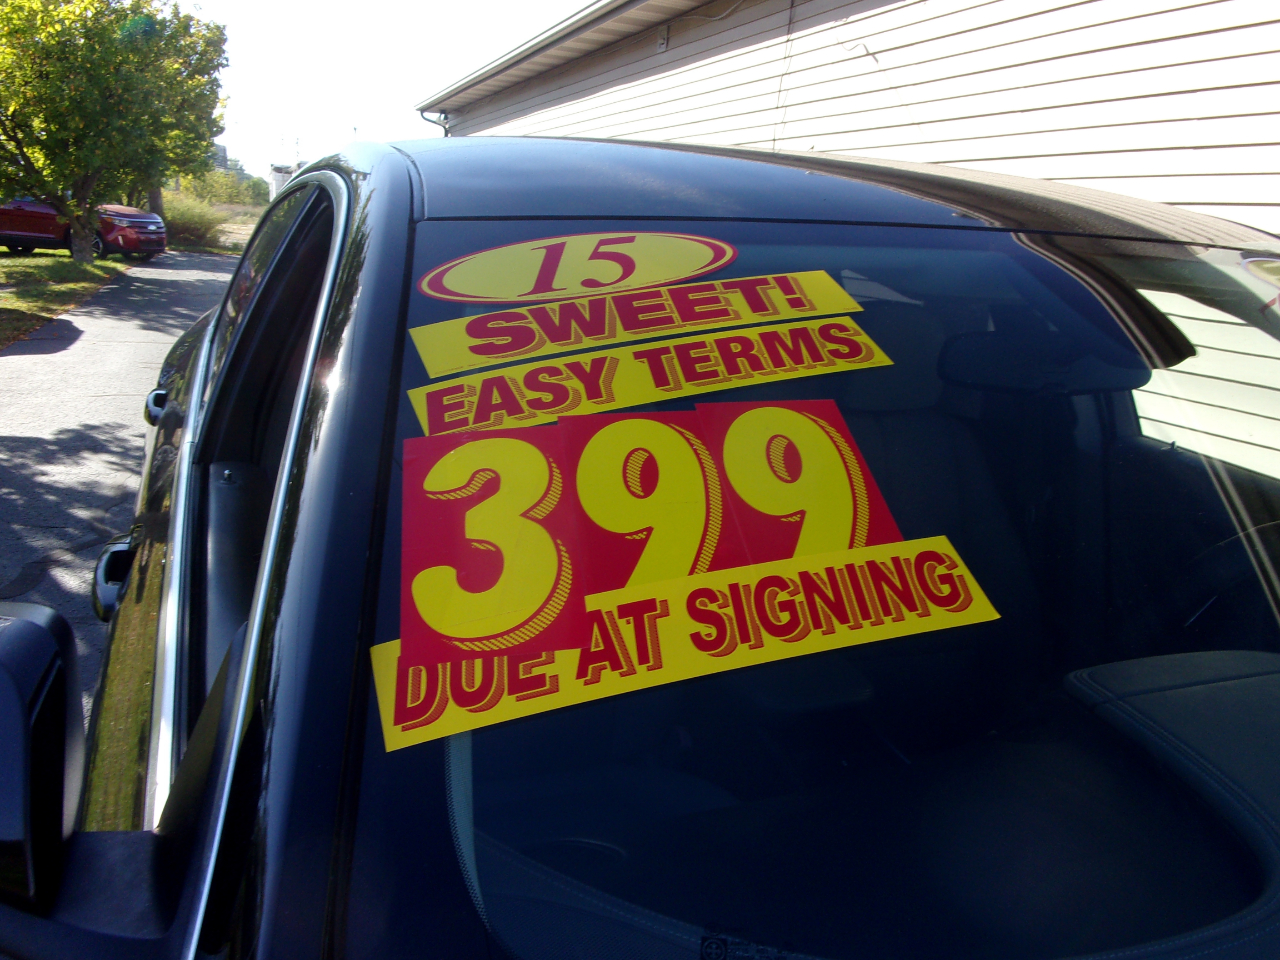 15
SWEET!
EASY TERMS
399
DUE AT SIGNING